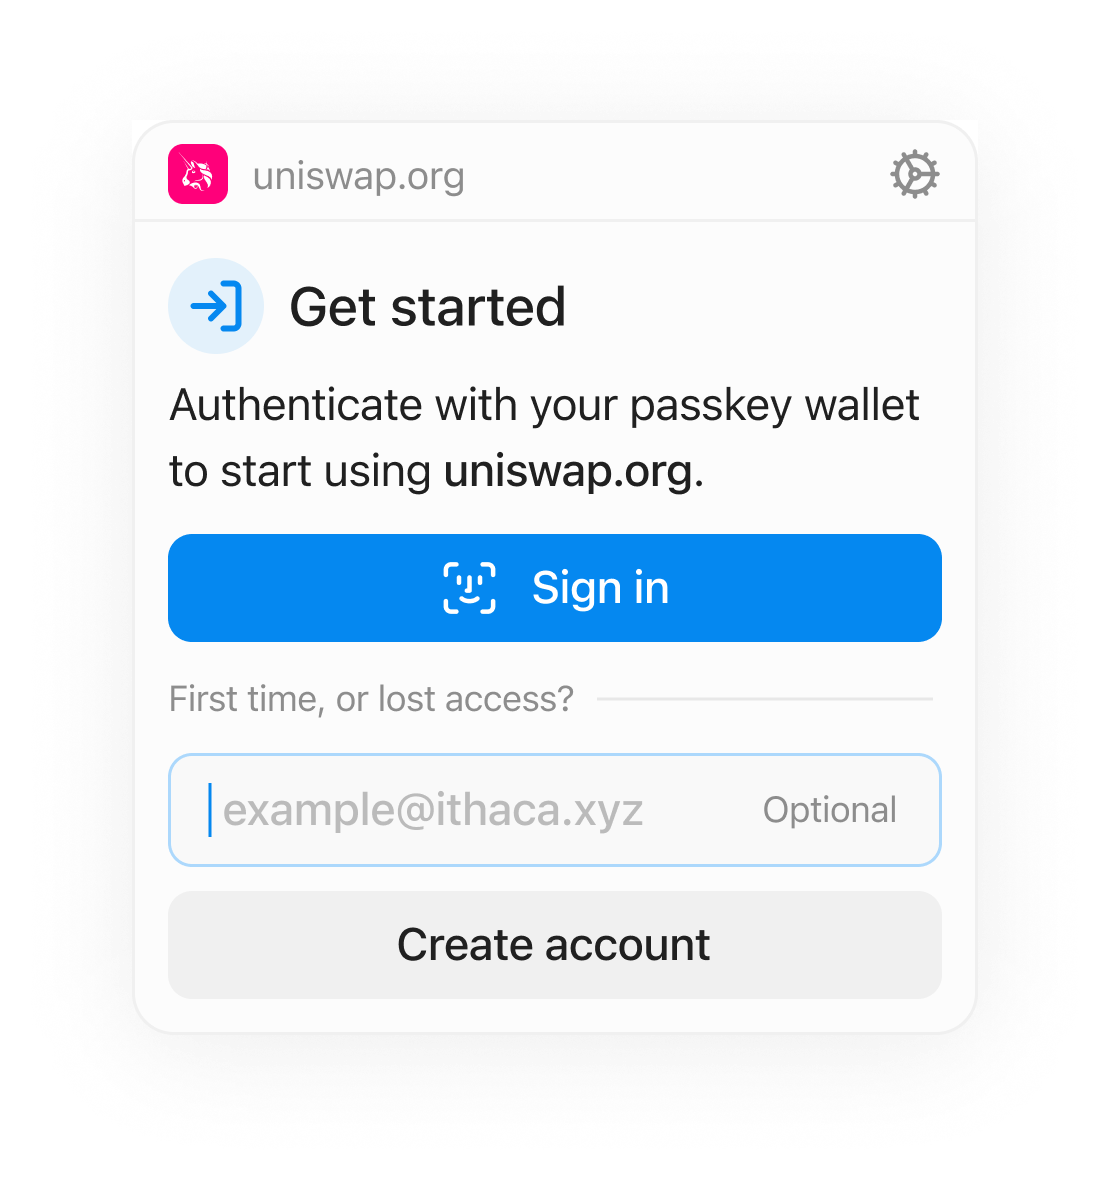 uniswap.org
Get started
Authenticate with your passkey wallet
to start using uniswap.org.
Sign in
First time, or lost access?
example@ithaca.xyz Optional
Create account